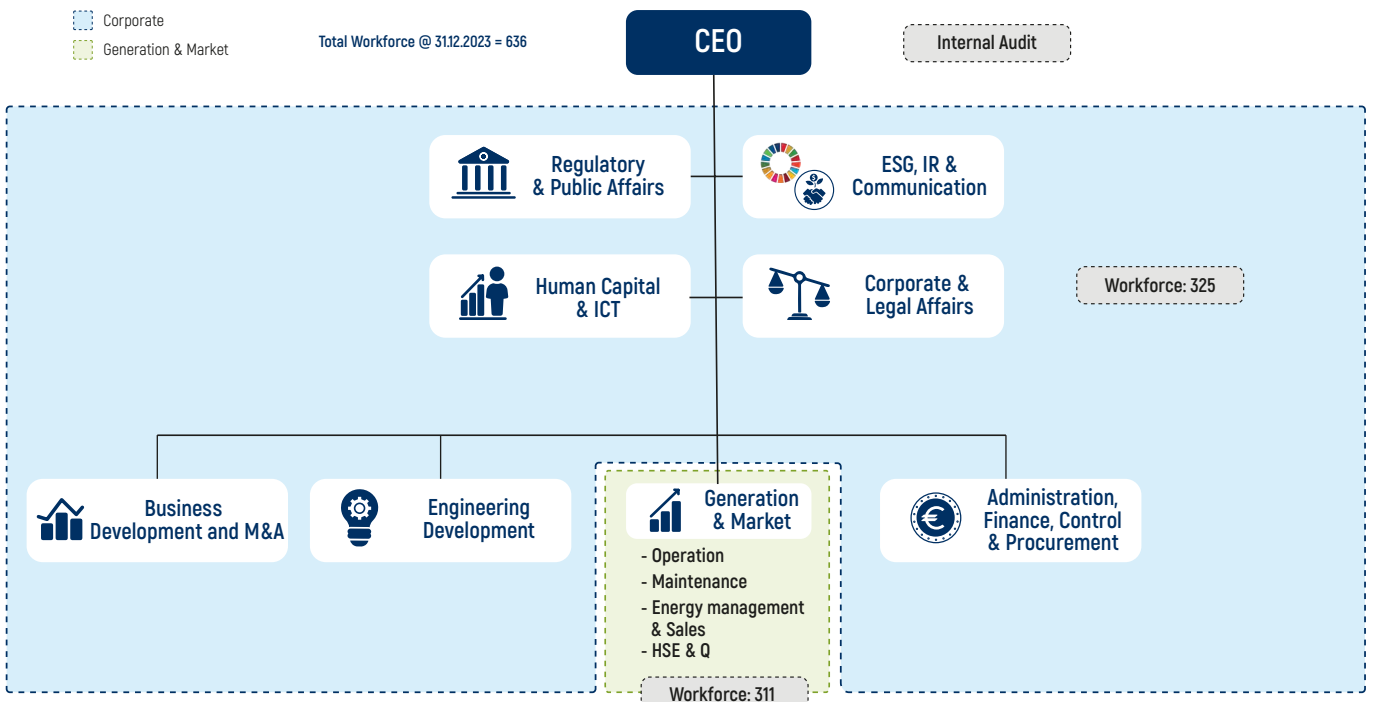 Corporate
Generation & Market
Total Workforce @ 31.12.2023 = 636
CEO
Internal Audit
Regulatory
& Public Affairs
ESG, IR &
Communication
Human Capital
& ICT
Corporate &
Legal Affairs
Workforce: 325
Business
Development and M&A
Engineering
Development
Generation
& Market
- Operation
- Maintenance
- Energy management
& Sales
- HSE & Q
Workforce: 311
Administration,
Finance, Control
& Procurement